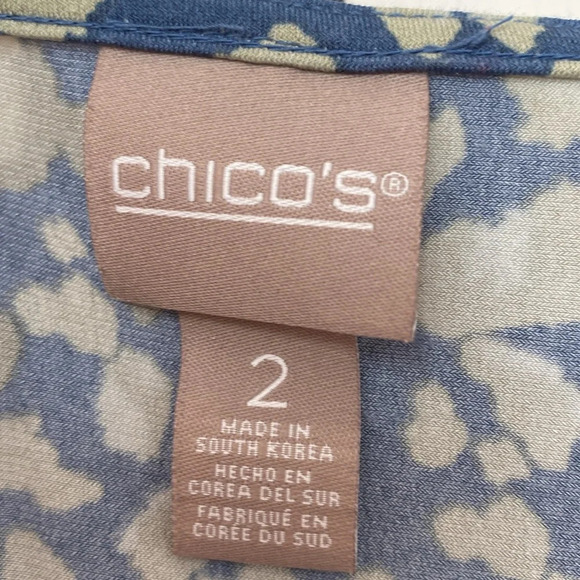 chico's®
2
MADE IN
SOUTH KOREA
HECHO EN
COREA DEL SUR
FABRIQUÉ EN
CORÉE DU SUD